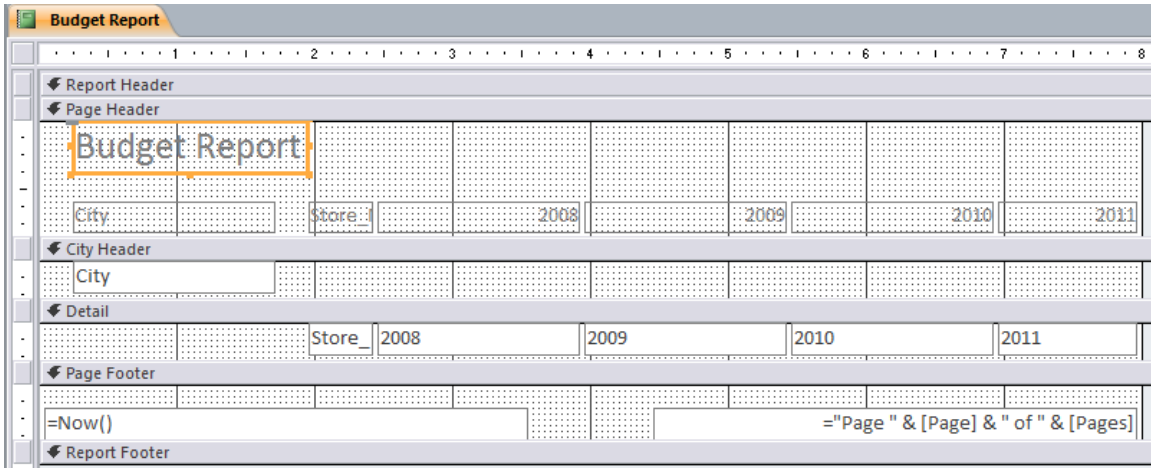 Budget Report
1 2 3 4 5 6 7 8
Report Header
Page Header
Budget Report
City Store_ 2008 2009 2010 2011
City Header
City
Detail
Store_ 2008 2009 2010 2011
Page Footer
=Now() ="Page " & [Page] & " of " & [Pages]
Report Footer